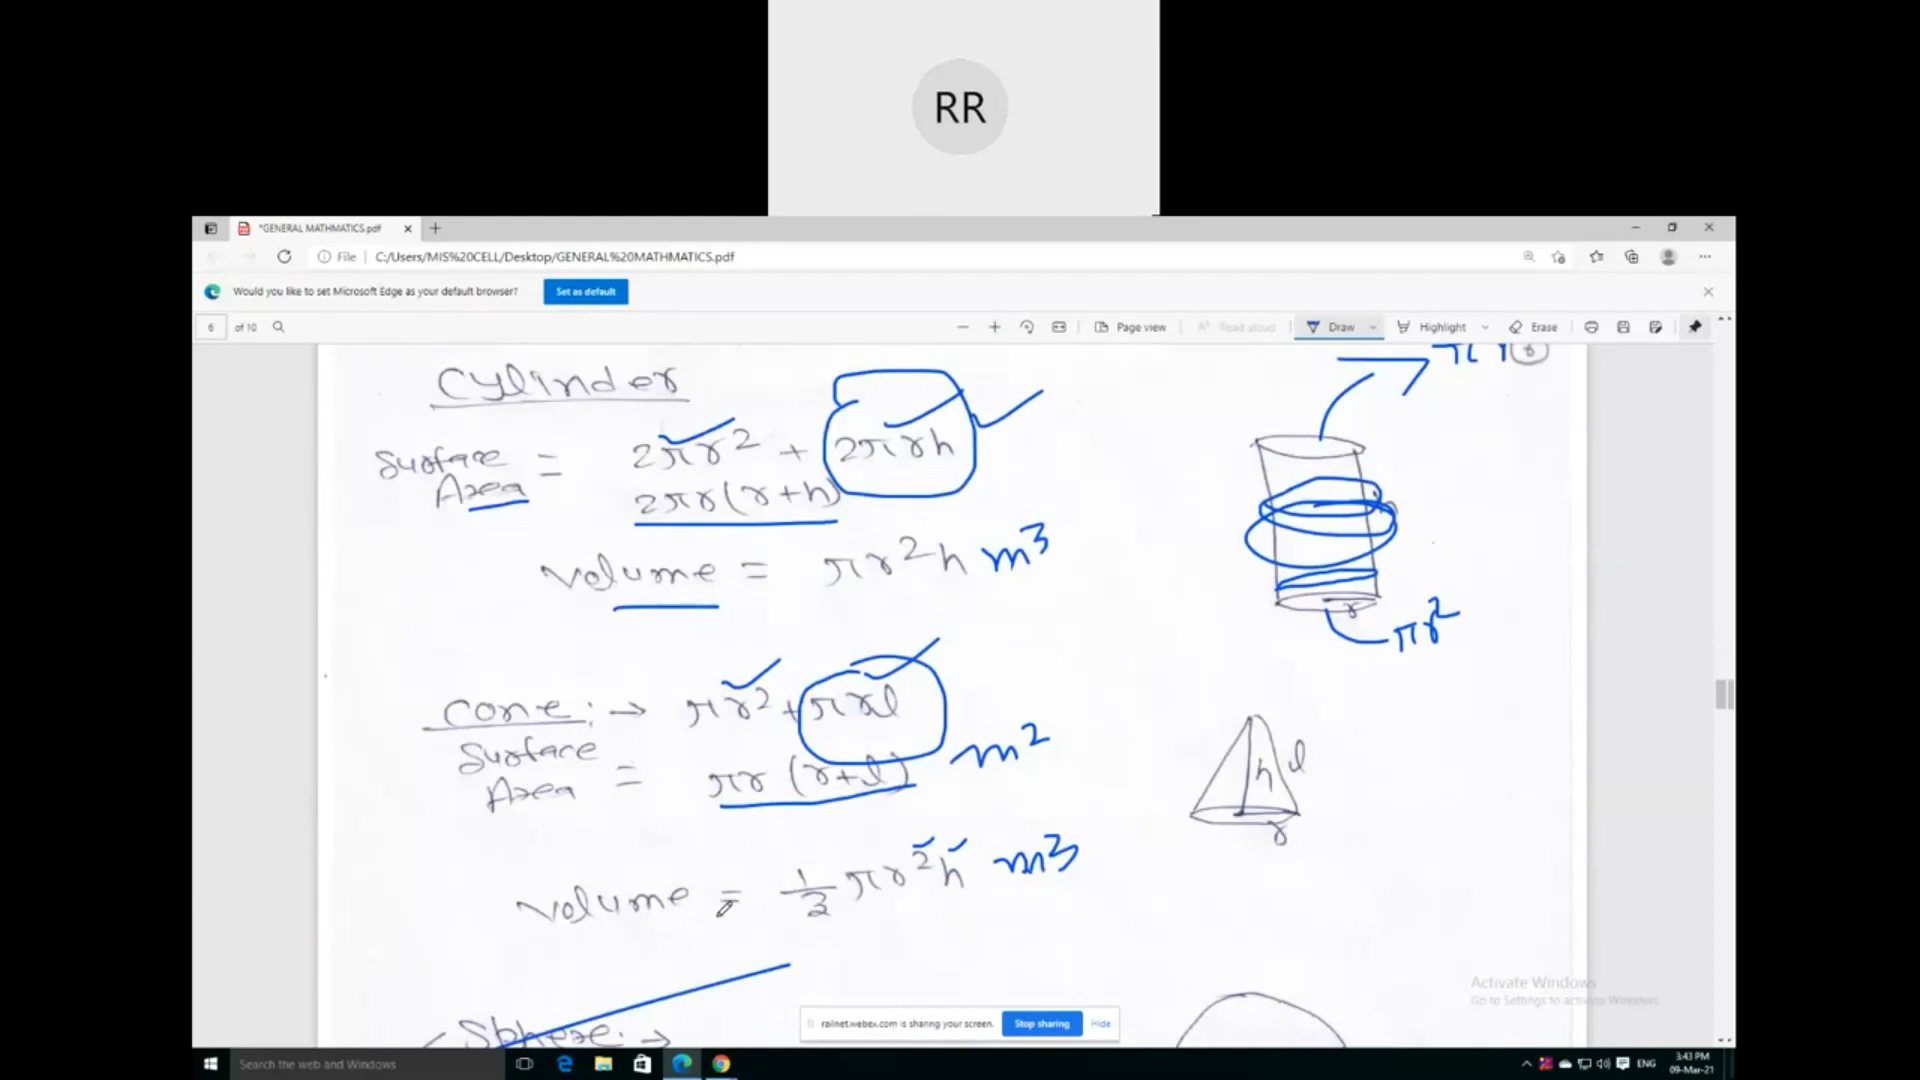 RR
*GENERAL MATHMATICS.pdf
File C:/Users/MIS%20CELL/Desktop/GENERAL%20MATHMATICS.pdf
Would you like to set Microsoft Edge as your default browser? Set as default
6 of 10 Page view Read aloud Draw Highlight Erase
Cylinder
Surface Area = 2πr² + 2πrh
2πr(r+h)
Volume = πr²h m³
r
πr²
Cone : → πr² + πrl
Surface Area = πr (r+l) m²
h l
r
Volume = 1/3 πr²h m³
Sphere : →
Activate Windows
Go to Settings to activate Windows.
railnet.webex.com is sharing your screen. Stop sharing Hide
Search the web and Windows
ENG
3:43 PM
09-Mar-21